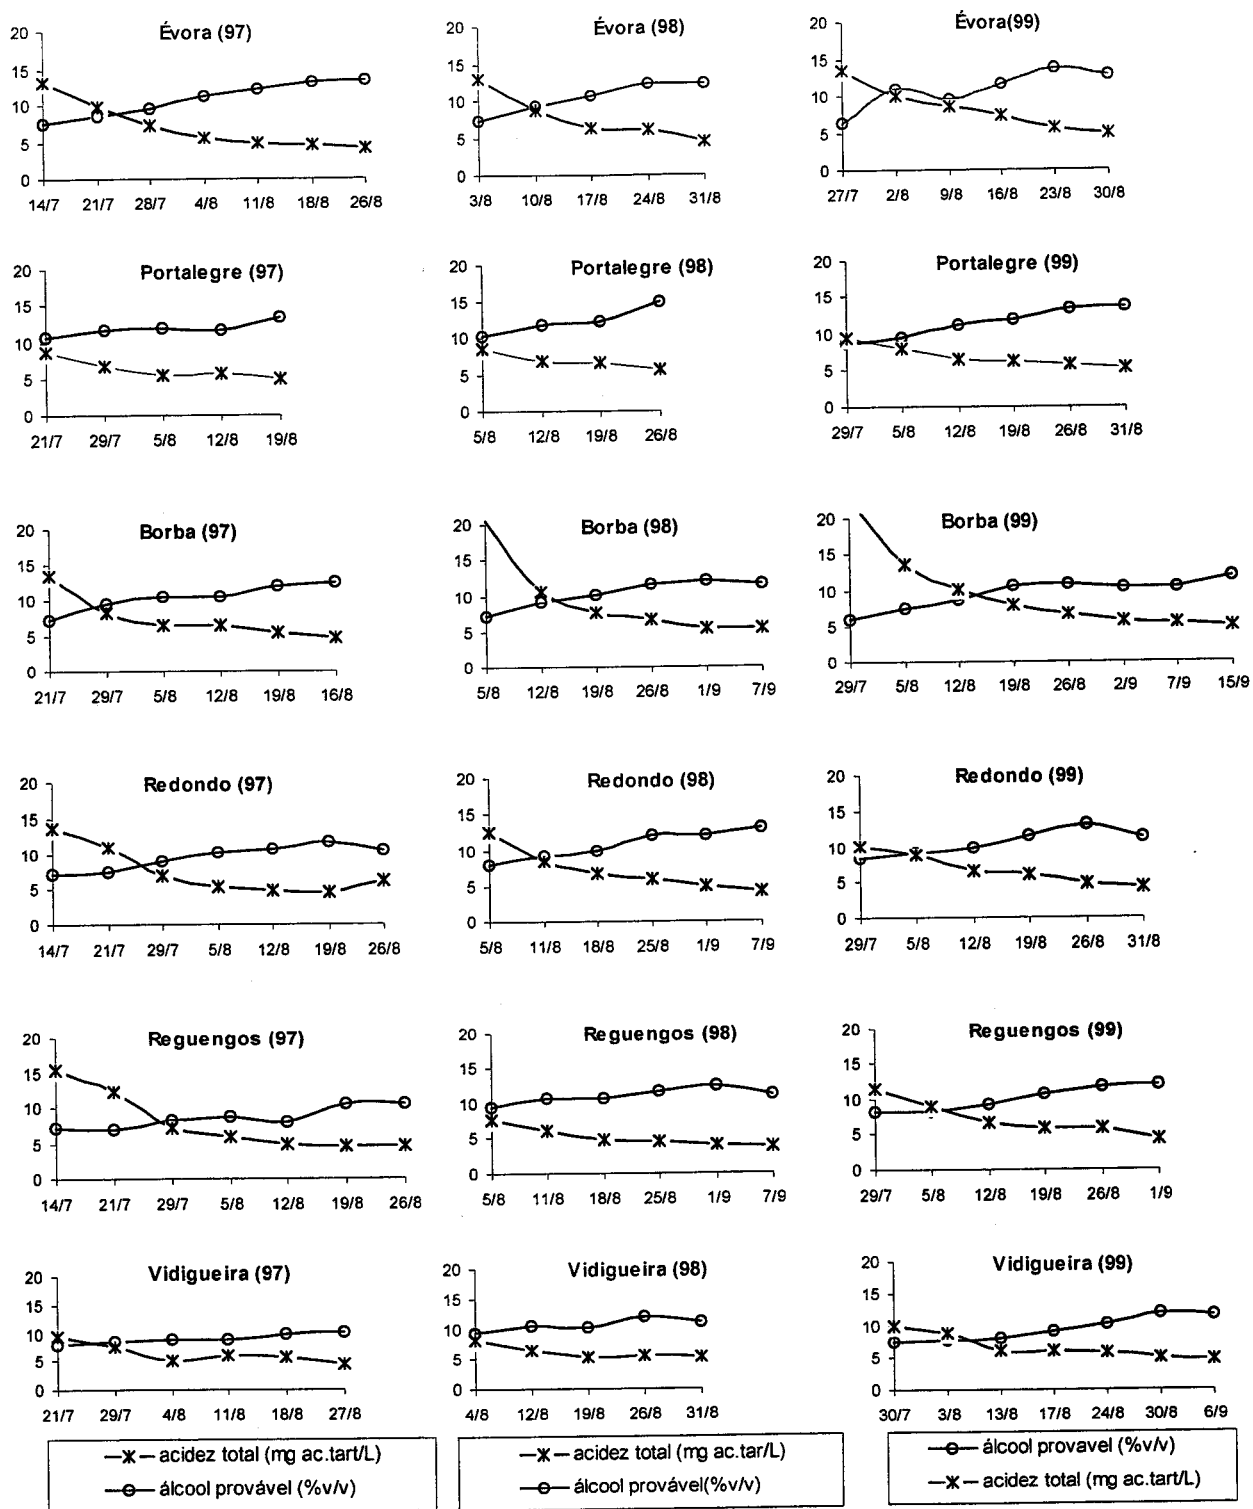 Évora (97)
20
15
10
5
0
14/7 21/7 28/7 4/8 11/8 18/8 26/8
Évora (98)
20
15
10
5
0
3/8 10/8 17/8 24/8 31/8
Évora(99)
20
15
10
5
0
27/7 2/8 9/8 16/8 23/8 30/8
Portalegre (97)
20
15
10
5
0
21/7 29/7 5/8 12/8 19/8
Portalegre (98)
20
15
10
5
0
5/8 12/8 19/8 26/8
Portalegre (99)
20
15
10
5
0
29/7 5/8 12/8 19/8 26/8 31/8
Borba (97)
20
15
10
5
0
21/7 29/7 5/8 12/8 19/8 16/8
Borba (98)
20
15
10
5
0
5/8 12/8 19/8 26/8 1/9 7/9
Borba (99)
20
15
10
5
0
29/7 5/8 12/8 19/8 26/8 2/9 7/9 15/9
Redondo (97)
20
15
10
5
0
14/7 21/7 29/7 5/8 12/8 19/8 26/8
Redondo (98)
20
15
10
5
0
5/8 11/8 18/8 25/8 1/9 7/9
Redondo (99)
20
15
10
5
0
29/7 5/8 12/8 19/8 26/8 31/8
Reguengos (97)
20
15
10
5
0
14/7 21/7 29/7 5/8 12/8 19/8 26/8
Reguengos (98)
20
15
10
5
0
5/8 11/8 18/8 25/8 1/9 7/9
Reguengos (99)
20
15
10
5
0
29/7 5/8 12/8 19/8 26/8 1/9
Vidigueira (97)
20
15
10
5
0
21/7 29/7 4/8 11/8 18/8 27/8
Vidigueira (98)
20
15
10
5
0
4/8 12/8 19/8 26/8 31/8
Vidigueira (99)
20
15
10
5
0
30/7 3/8 13/8 17/8 24/8 30/8 6/9
acidez total (mg ac.tart/L)
álcool provável (%v/v)
acidez total (mg ac.tar/L)
álcool provável(%v/v)
álcool provavel (%v/v)
acidez total (mg ac.tart/L)